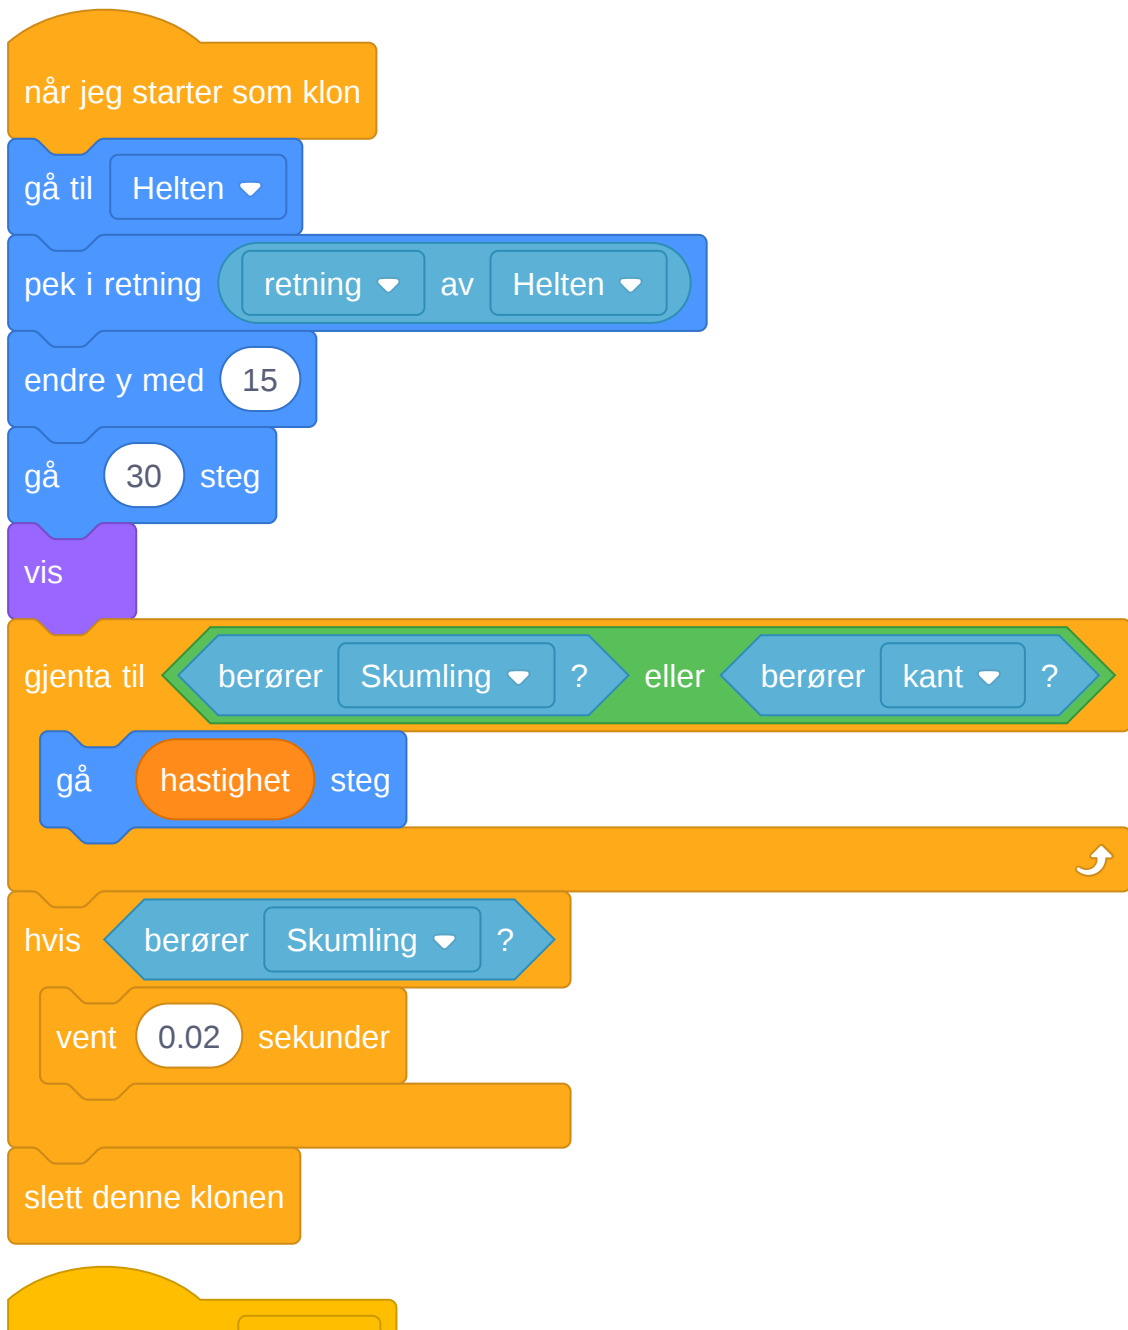 når jeg starter som klon
gå til Helten
pek i retning retning av Helten
endre y med 15
gå 30 steg
vis
gjenta til berører Skumling ? eller berører kant ?
gå hastighet steg
hvis berører Skumling ?
vent 0.02 sekunder
slett denne klonen